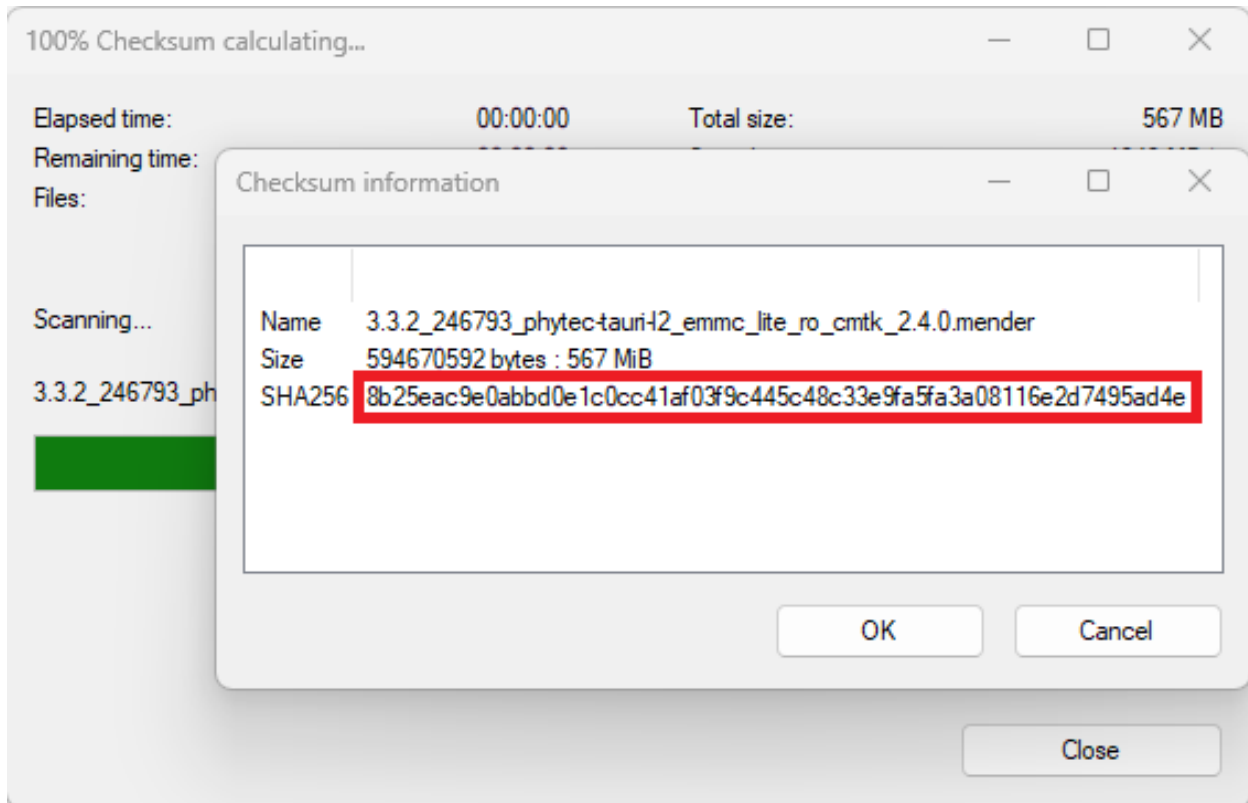 100% Checksum calculating...
Elapsed time: 00:00:00 Total size: 567 MB
Remaining time:
Files:
Scanning...
3.3.2_246793_ph
Checksum information
Name 3.3.2_246793_phytec-tauri-l2_emmc_lite_ro_cmtk_2.4.0.mender
Size 594670592 bytes : 567 MiB
SHA256 8b25eac9e0abbd0e1c0cc41af03f9c445c48c33e9fa5fa3a08116e2d7495ad4e
OK Cancel
Close